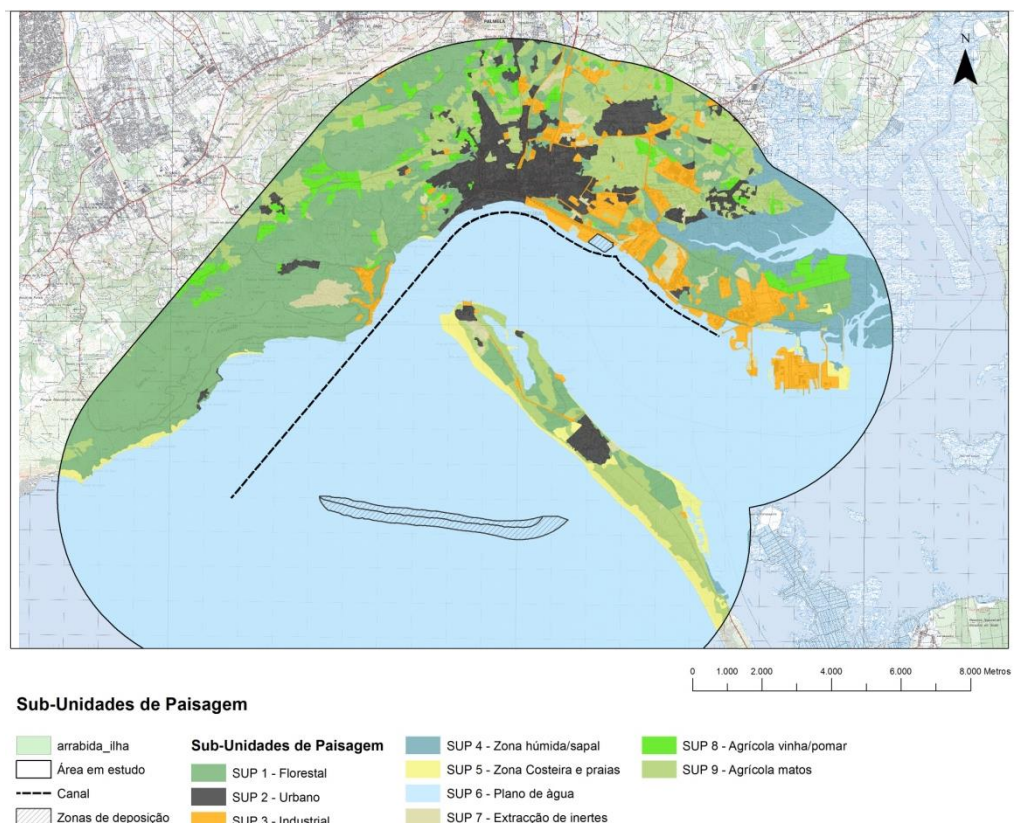 PALMELA
N
0 1.000 2.000 4.000 6.000 8.000 Metros
Sub-Unidades de Paisagem
arrabida_ilha
Área em estudo
Canal
Zonas de deposição
Sub-Unidades de Paisagem
SUP 1 - Florestal
SUP 2 - Urbano
SUP 3 - Industrial
SUP 4 - Zona húmida/sapal
SUP 5 - Zona Costeira e praias
SUP 6 - Plano de àgua
SUP 7 - Extracção de inertes
SUP 8 - Agrícola vinha/pomar
SUP 9 - Agrícola matos